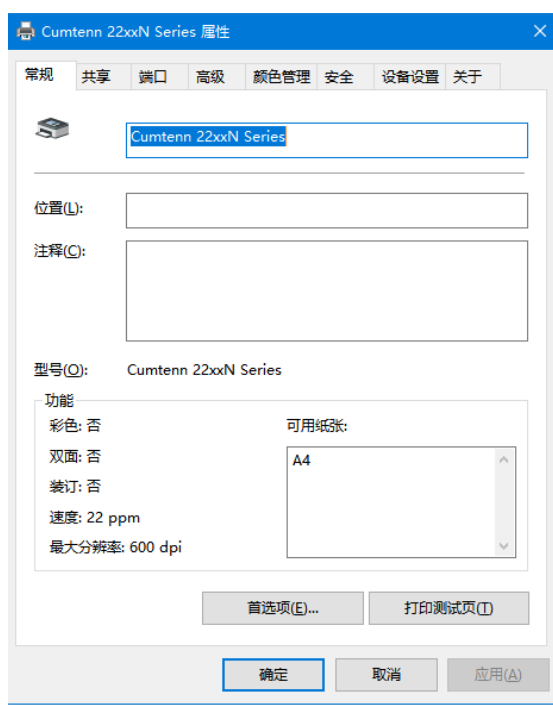 Cumtenn 22xxN Series 属性
常规 共享 端口 高级 颜色管理 安全 设备设置 关于
Cumtenn 22xxN Series
位置(L):
注释(C):
型号(O): Cumtenn 22xxN Series
功能
彩色: 否 可用纸张:
双面: 否 A4
装订: 否
速度: 22 ppm
最大分辨率: 600 dpi
首选项(E)... 打印测试页(T)
确定 取消 应用(A)